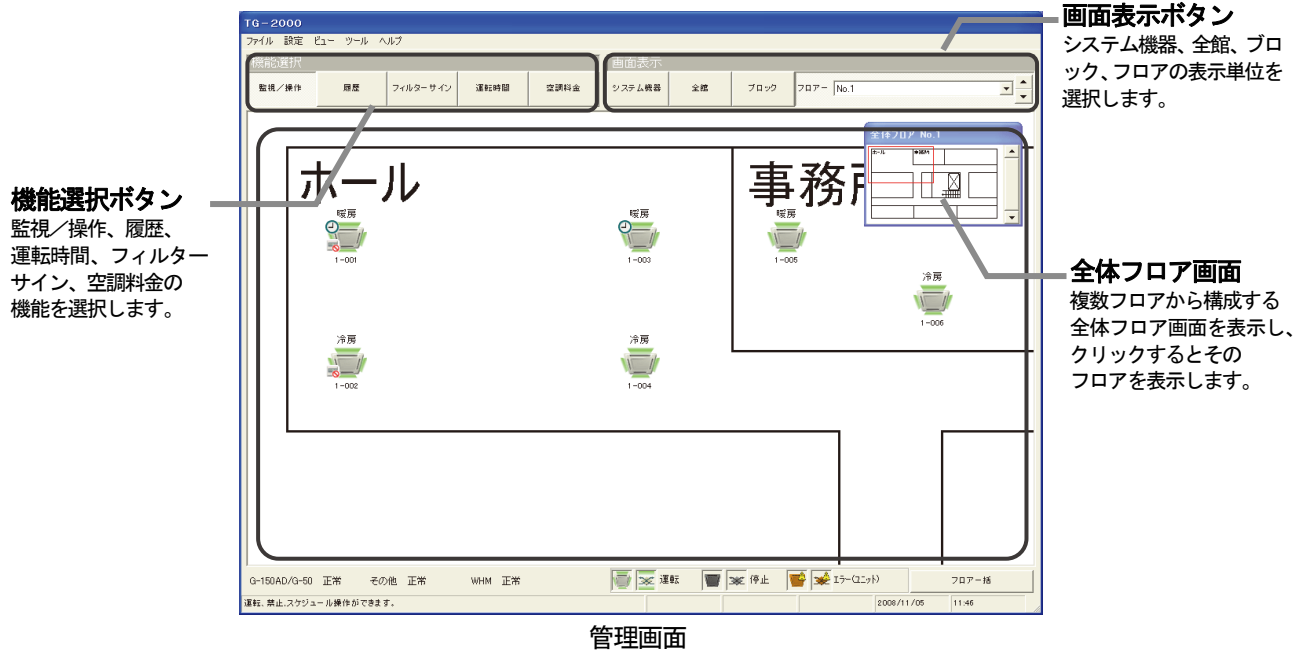 TG-2000
ファイル 設定 ビュー ツール ヘルプ
機能選択
画面表示
監視／操作 履歴 フィルターサイン 運転時間 空調料金
システム機器 全館 ブロック フロアー No.1
画面表示ボタン
システム機器、全館、ブロ
ック、フロアの表示単位を
選択します。
機能選択ボタン
監視／操作、履歴、
運転時間、フィルター
サイン、空調料金の
機能を選択します。
全体フロア No.1
ホール
ホール
事務所
暖房
1-001
暖房
1-003
暖房
1-005
冷房
1-006
冷房
1-002
冷房
1-004
全体フロア画面
複数フロアから構成する
全体フロア画面を表示し、
クリックするとその
フロアを表示します。
G-150AD/G-50 正常 その他 正常 WHM 正常
運転 停止 エラー(ユニット) フロアー括
運転、禁止、スケジュール操作ができます。
2008/11/05 11:46
管理画面